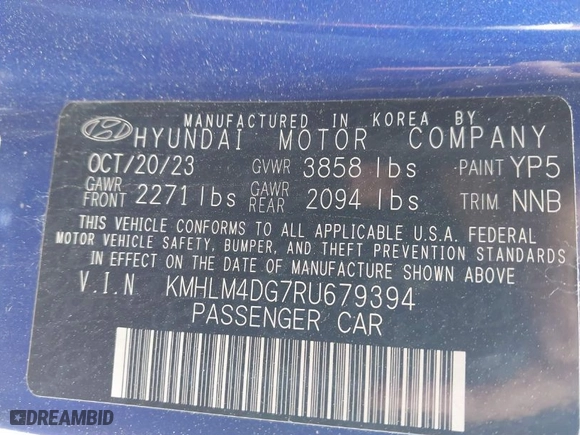 MANUFACTURED IN KOREA BY
HYUNDAI MOTOR COMPANY
OCT/20/23 GVWR 3858 lbs PAINT YP5
GAWR FRONT 2271 lbs GAWR REAR 2094 lbs TRIM NNB
THIS VEHICLE CONFORMS TO ALL APPLICABLE U.S.A. FEDERAL
MOTOR VEHICLE SAFETY, BUMPER, AND THEFT PREVENTION STANDARDS
IN EFFECT ON THE DATE OF MANUFACTURE SHOWN ABOVE
V.I.N KMHLM4DG7RU679394
PASSENGER CAR
DREAMBID